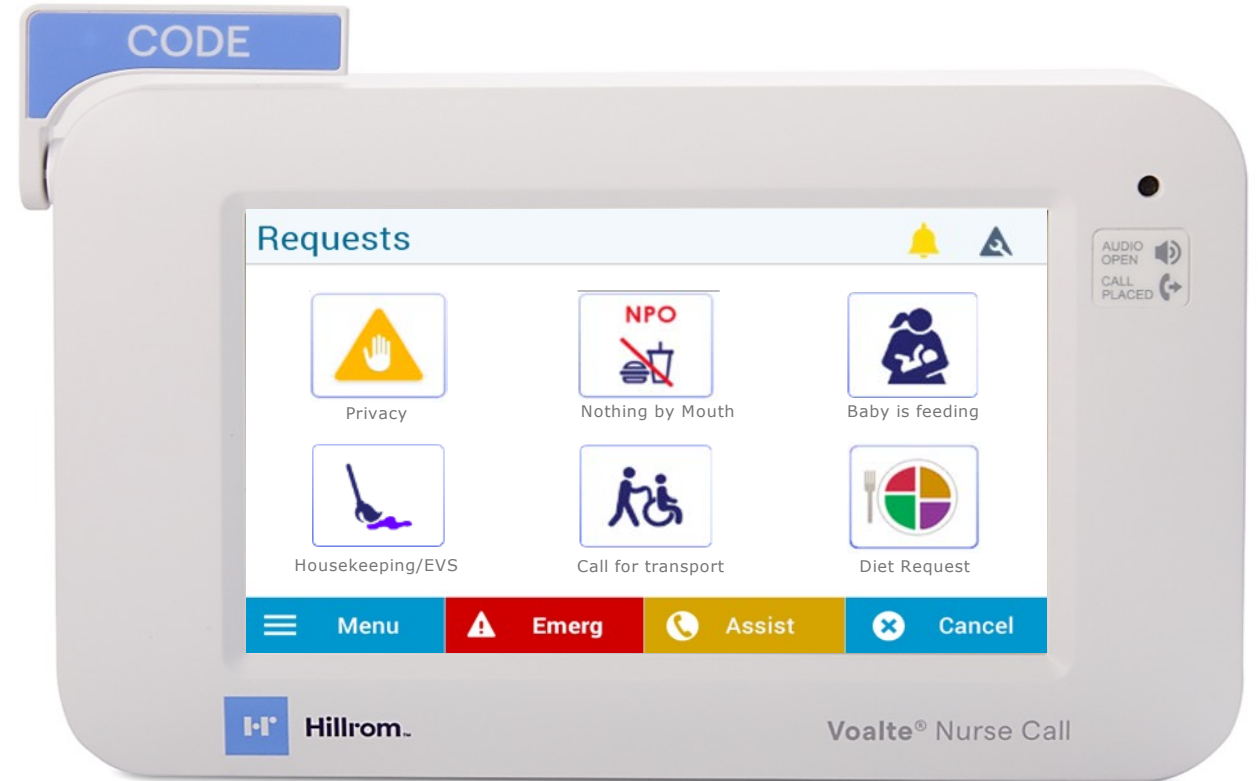 CODE
Requests
AUDIO
OPEN
CALL
PLACED
NPO
Privacy
Nothing by Mouth
Baby is feeding
Housekeeping/EVS
Call for transport
Diet Request
Menu
Emerg
Assist
Cancel
Hillrom™
Voalte® Nurse Call